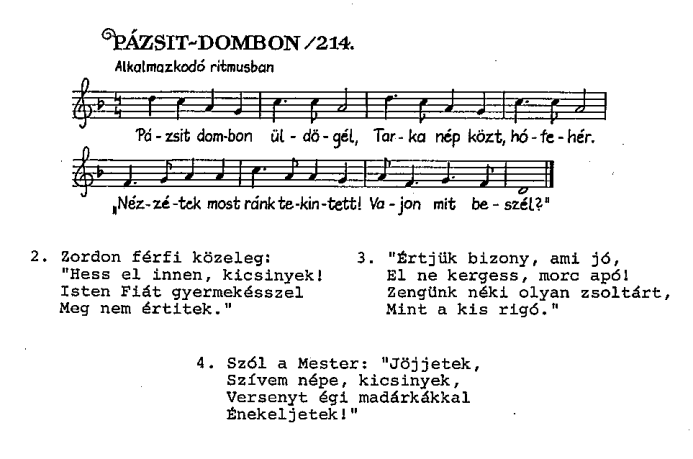 PÁZSIT-DOMBON /214.
Alkalmazkodó ritmusban
4 4
Pá - zsit dom-bon ül - dö - gél, Tar - ka nép közt, hó - fe - hér.
„Néz-zé-tek most ránk te-kin-tett! Va-jon mit be - szél?"
2. Zordon férfi közeleg:
"Hess el innen, kicsinyek!
Isten Fiát gyermekésszel
Meg nem értitek."
3. "Értjük bizony, ami jó,
El ne kergess, morc apó!
Zengünk néki olyan zsoltárt,
Mint a kis rigó."
4. Szól a Mester: "Jöjjetek,
Szívem népe, kicsinyek,
Versenyt égi madárkákkal
Énekeljetek!"